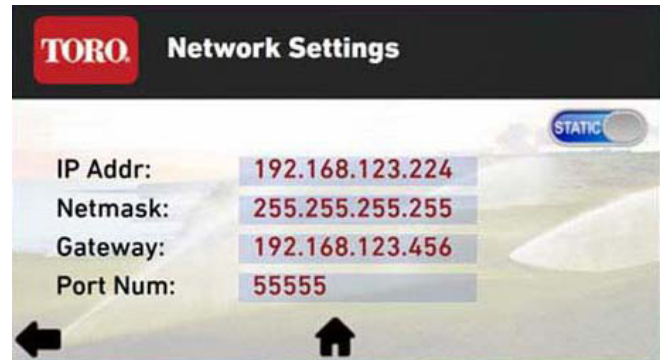 TORO. Network Settings
STATIC
IP Addr: 192.168.123.224
Netmask: 255.255.255.255
Gateway: 192.168.123.456
Port Num: 55555